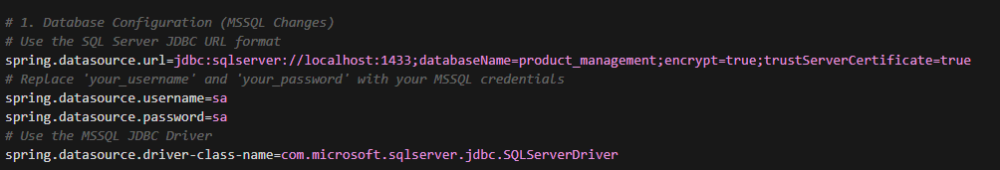 # 1. Database Configuration (MSSQL Changes)
# Use the SQL Server JDBC URL format
spring.datasource.url=jdbc:sqlserver://localhost:1433;databaseName=product_management;encrypt=true;trustServerCertificate=true
# Replace 'your_username' and 'your_password' with your MSSQL credentials
spring.datasource.username=sa
spring.datasource.password=sa
# Use the MSSQL JDBC Driver
spring.datasource.driver-class-name=com.microsoft.sqlserver.jdbc.SQLServerDriver